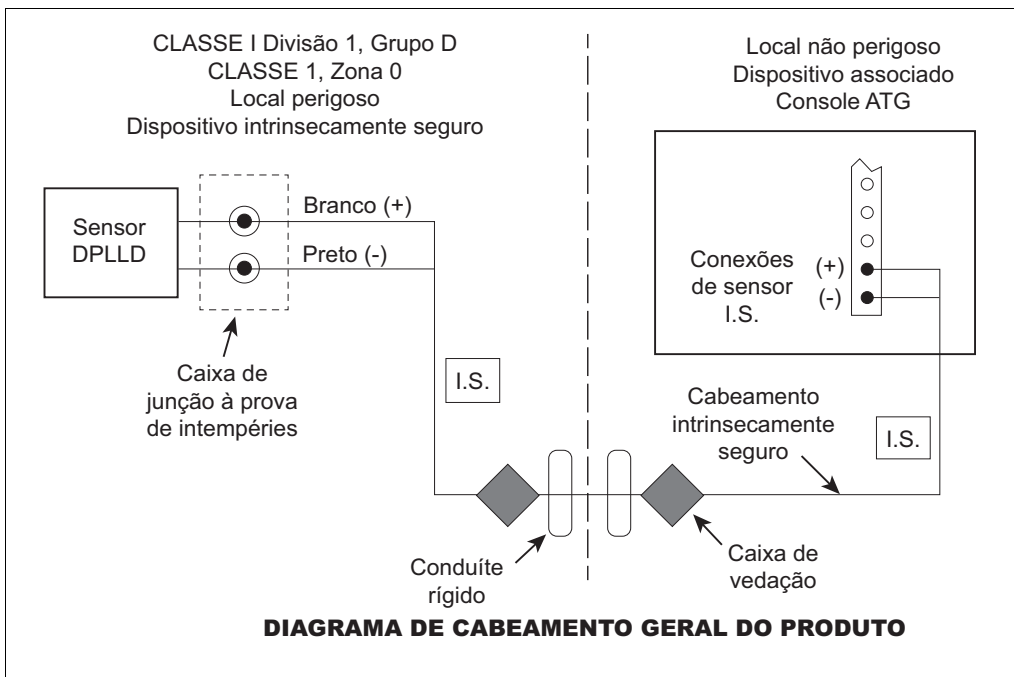 CLASSE I Divisão 1, Grupo D
CLASSE 1, Zona 0
Local perigoso
Dispositivo intrinsecamente seguro
Local não perigoso
Dispositivo associado
Console ATG
Sensor
DPLLD
Branco (+)
Preto (-)
Conexões
de sensor
I.S.
(+)
(-)
Caixa de
junção à prova
de intempéries
I.S.
Cabeamento
intrinsecamente
seguro
I.S.
Conduíte
rígido
Caixa de
vedação
DIAGRAMA DE CABEAMENTO GERAL DO PRODUTO